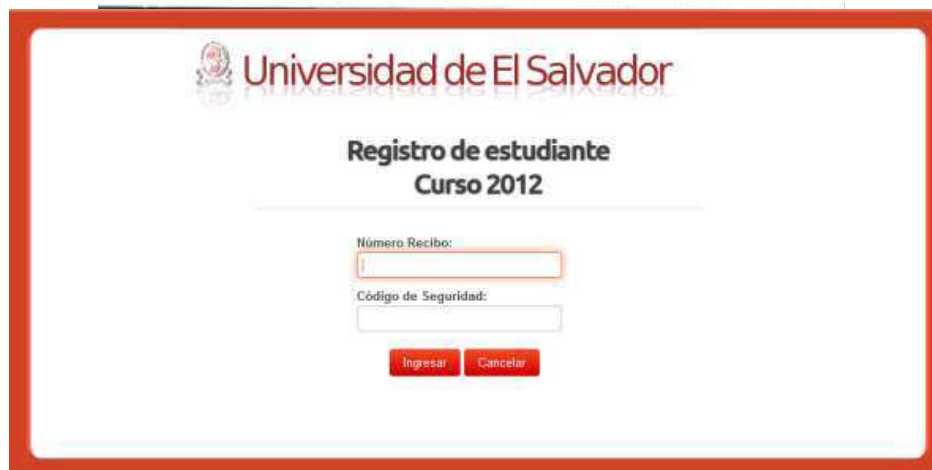 Universidad de El Salvador
Registro de estudiante
Curso 2012
Número Recibo:
Código de Seguridad:
Ingresar Cancelar